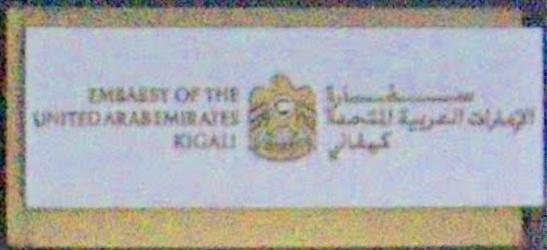 EMBASSY OF THE
UNITED ARAB EMIRATES
KIGALI
سفارة
الإمارات العربية المتحدة
كيغالي